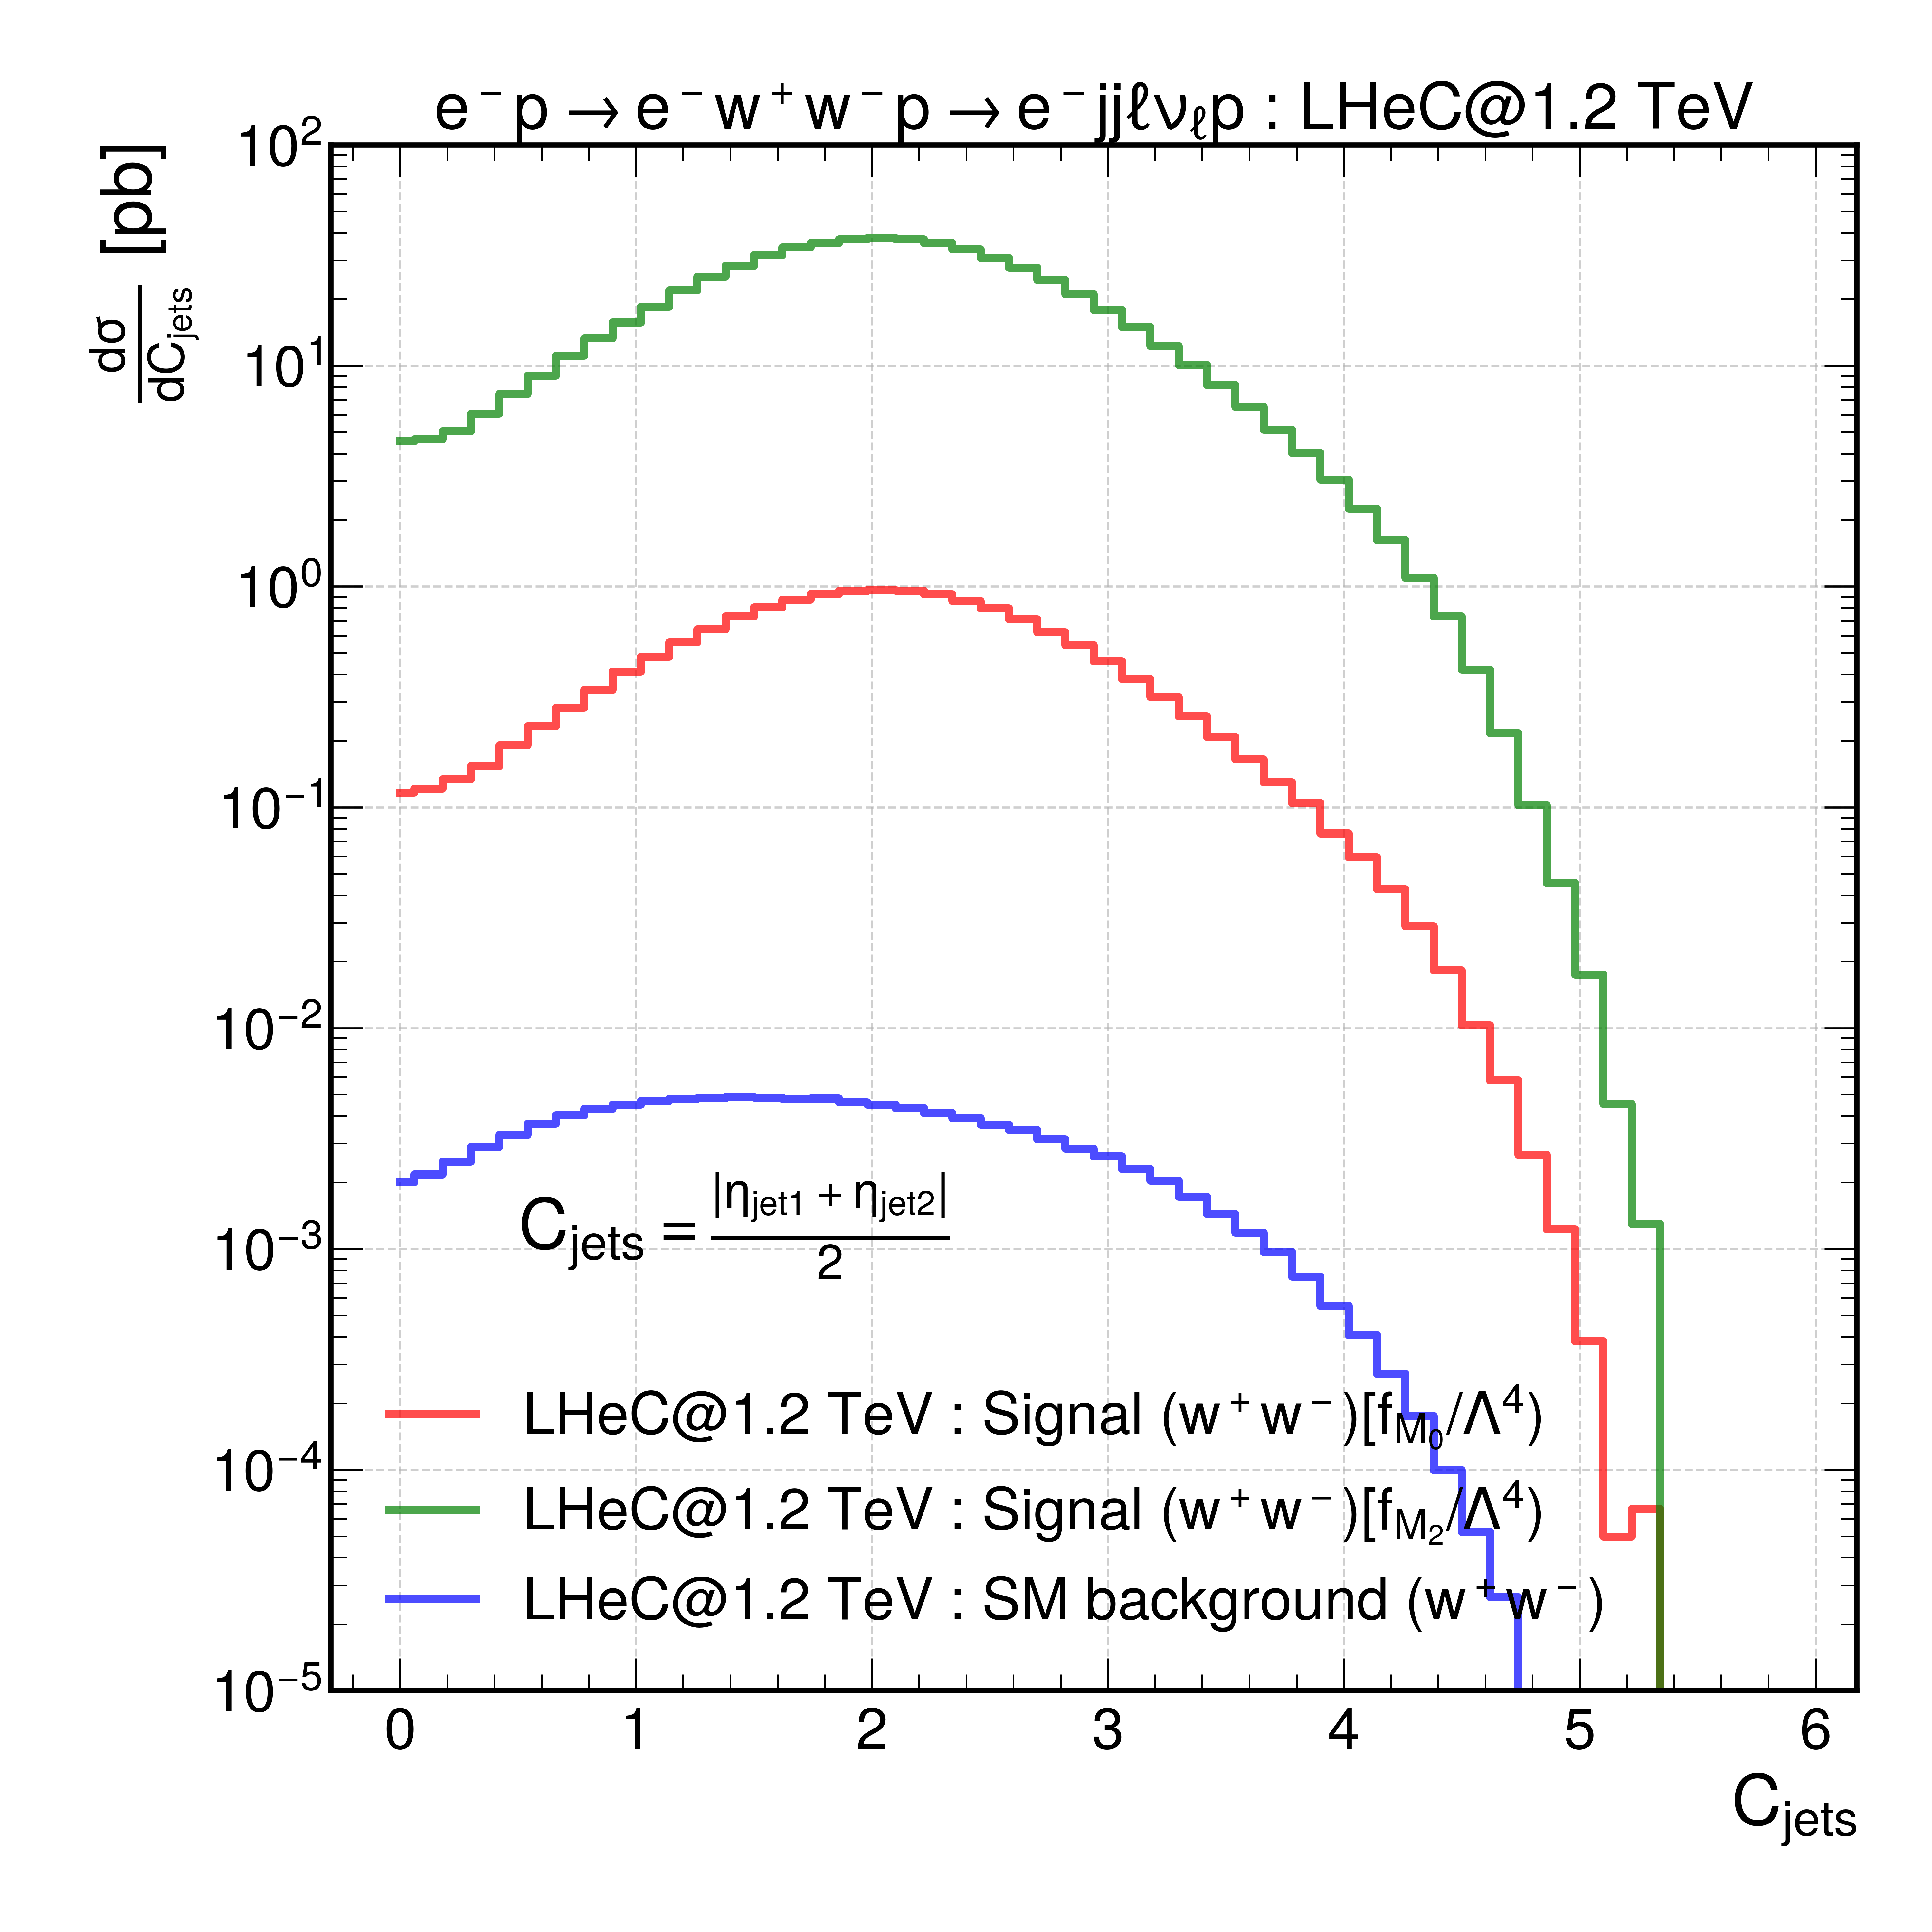 e⁻p → e⁻w⁺w⁻p → e⁻jjℓν_ℓp : LHeC@1.2 TeV
dσ/dC_jets [pb]
10²
10¹
10⁰
10⁻¹
10⁻²
10⁻³
10⁻⁴
10⁻⁵
C_jets = |η_jet1 + η_jet2|/2
LHeC@1.2 TeV : Signal (w⁺w⁻)[f_M₀/Λ⁴)
LHeC@1.2 TeV : Signal (w⁺w⁻)[f_M₂/Λ⁴)
LHeC@1.2 TeV : SM background (w⁺w⁻)
0 1 2 3 4 5 6
C_jets